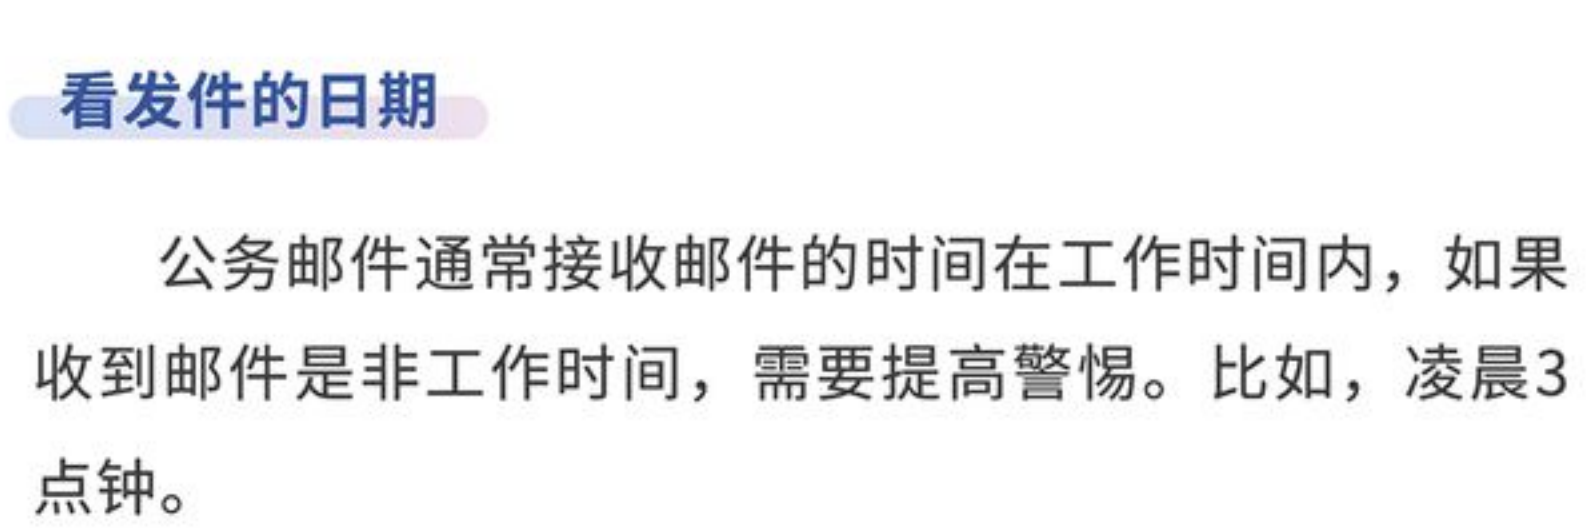 看发件的日期
公务邮件通常接收邮件的时间在工作时间内，如果
收到邮件是非工作时间，需要提高警惕。比如，凌晨3
点钟。